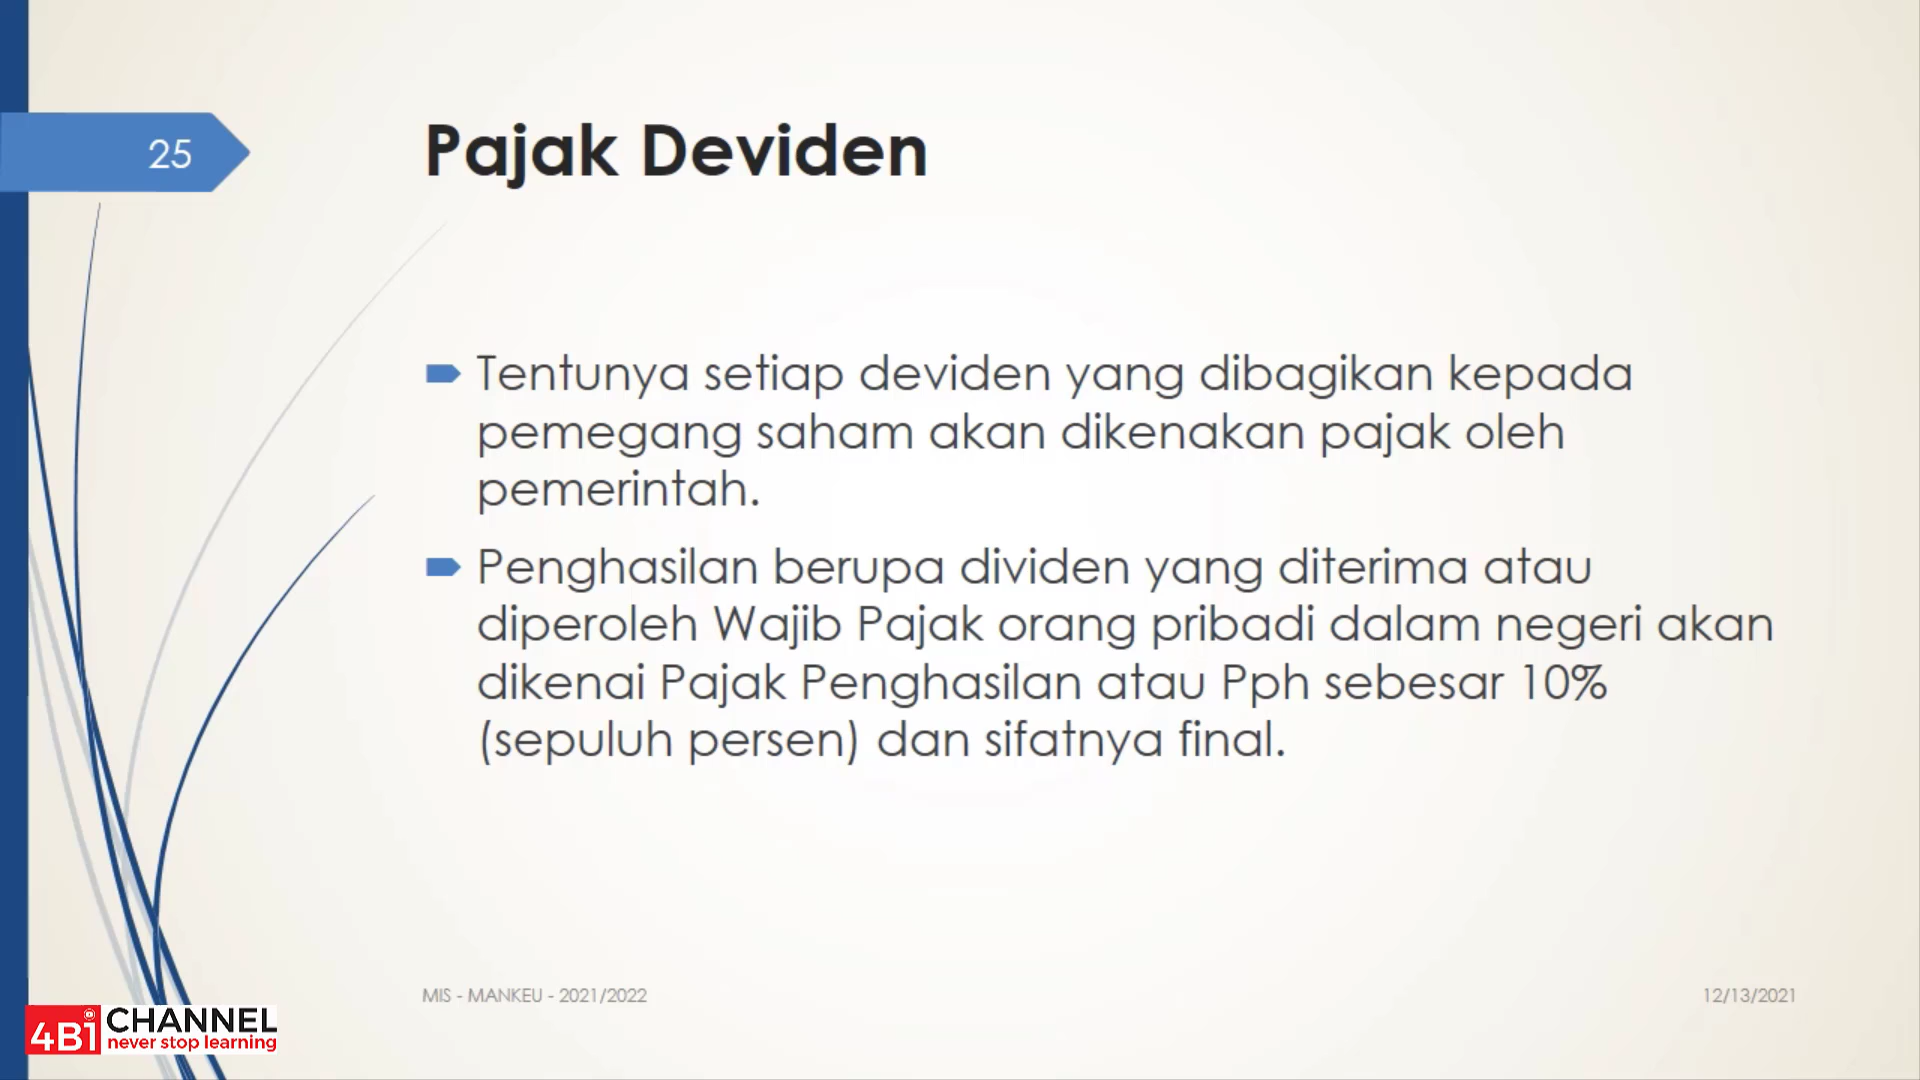 25
Pajak Deviden
Tentunya setiap deviden yang dibagikan kepada
pemegang saham akan dikenakan pajak oleh
pemerintah.
Penghasilan berupa dividen yang diterima atau
diperoleh Wajib Pajak orang pribadi dalam negeri akan
dikenai Pajak Penghasilan atau Pph sebesar 10%
(sepuluh persen) dan sifatnya final.
MIS - MANKEU - 2021/2022
12/13/2021
4Bi CHANNEL
never stop learning